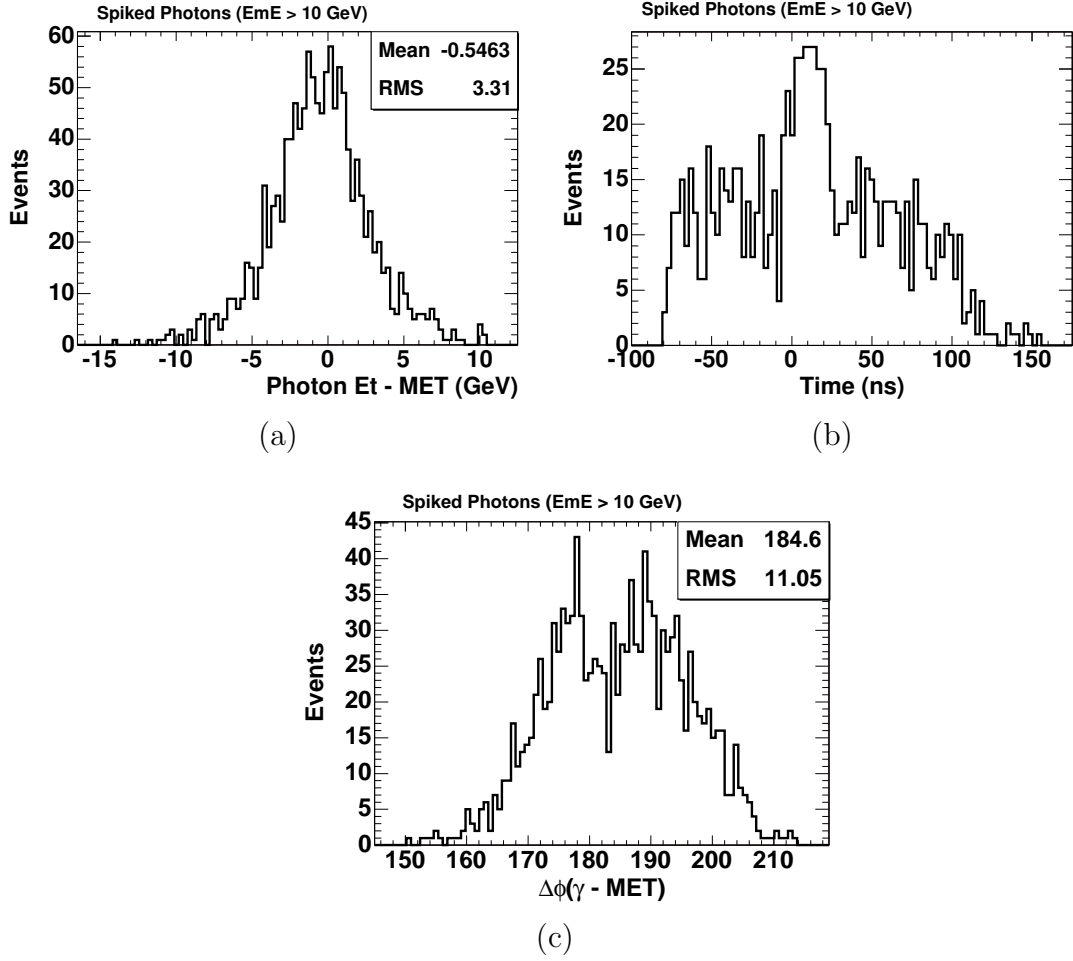 Spiked Photons (EmE > 10 GeV)
Mean -0.5463
RMS 3.31
60
50
40
30
20
10
0
Events
-15 -10 -5 0 5 10
Photon Et - MET (GeV)
(a)
Spiked Photons (EmE > 10 GeV)
25
20
15
10
5
0
Events
-100 -50 0 50 100 150
Time (ns)
(b)
Spiked Photons (EmE > 10 GeV)
Mean 184.6
RMS 11.05
45
40
35
30
25
20
15
10
5
0
Events
150 160 170 180 190 200 210
Δϕ(γ - MET)
(c)